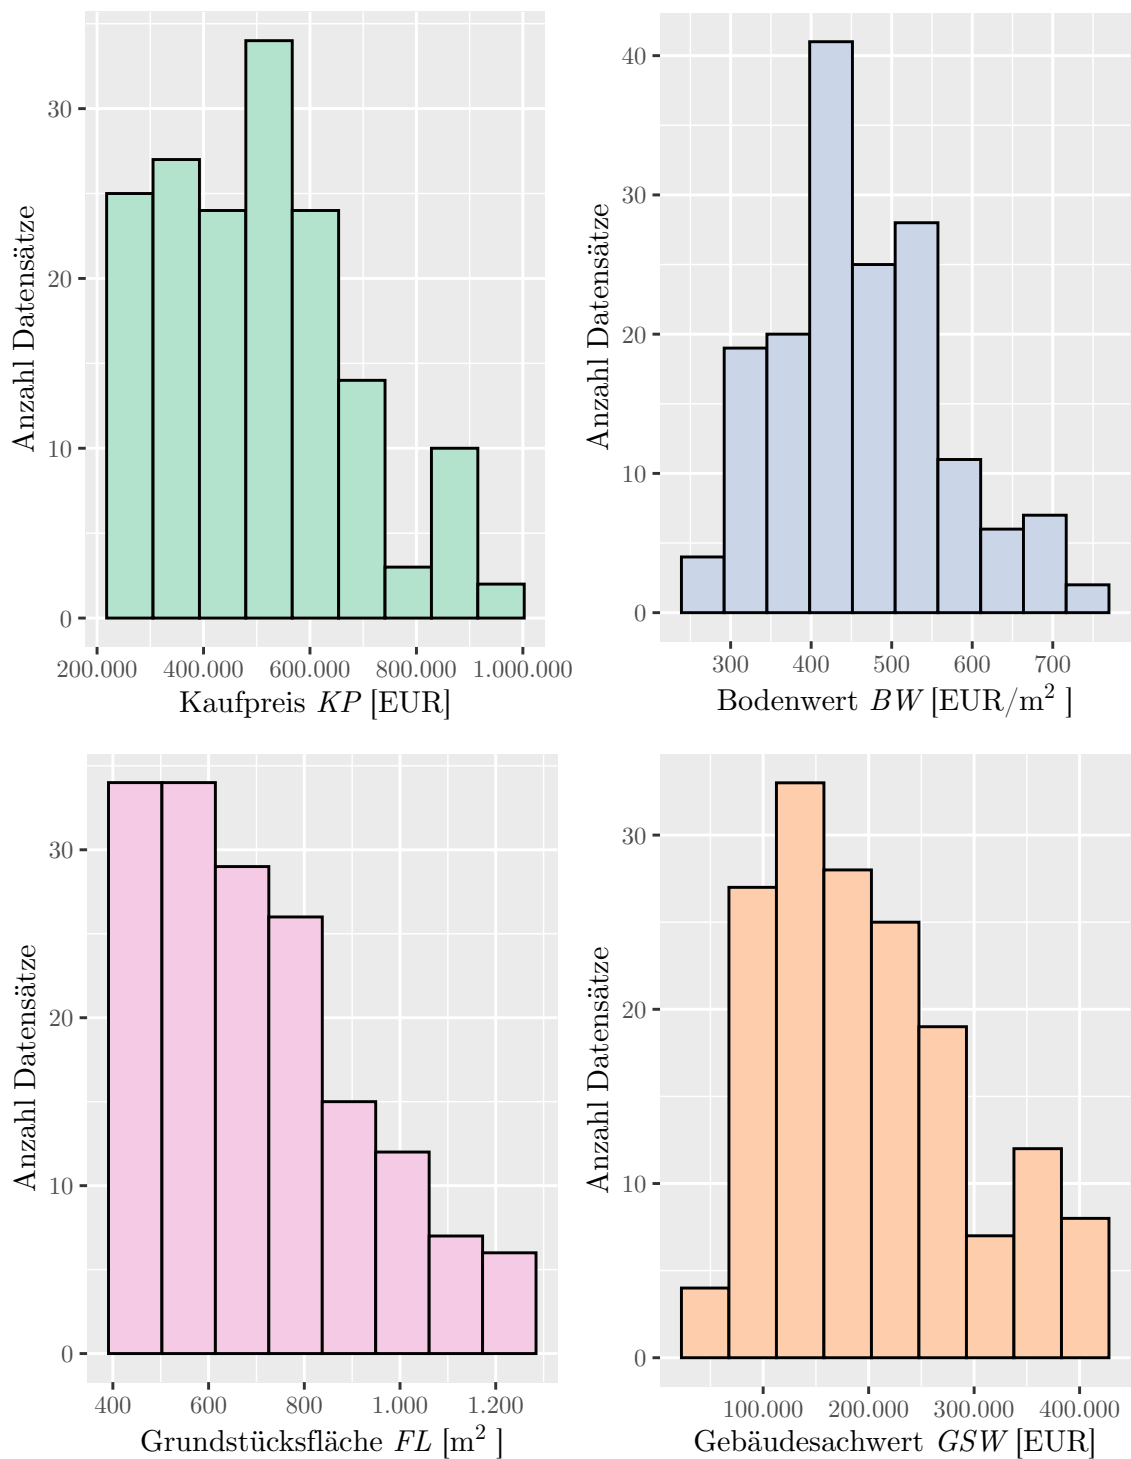 30
20
10
0
Anzahl Datensätze
200.000 400.000 600.000 800.000 1.000.000
Kaufpreis KP [EUR]
40
30
20
10
0
Anzahl Datensätze
300 400 500 600 700
Bodenwert BW [EUR/m² ]
30
20
10
0
Anzahl Datensätze
400 600 800 1.000 1.200
Grundstücksfläche FL [m² ]
30
20
10
0
Anzahl Datensätze
100.000 200.000 300.000 400.000
Gebäudesachwert GSW [EUR]